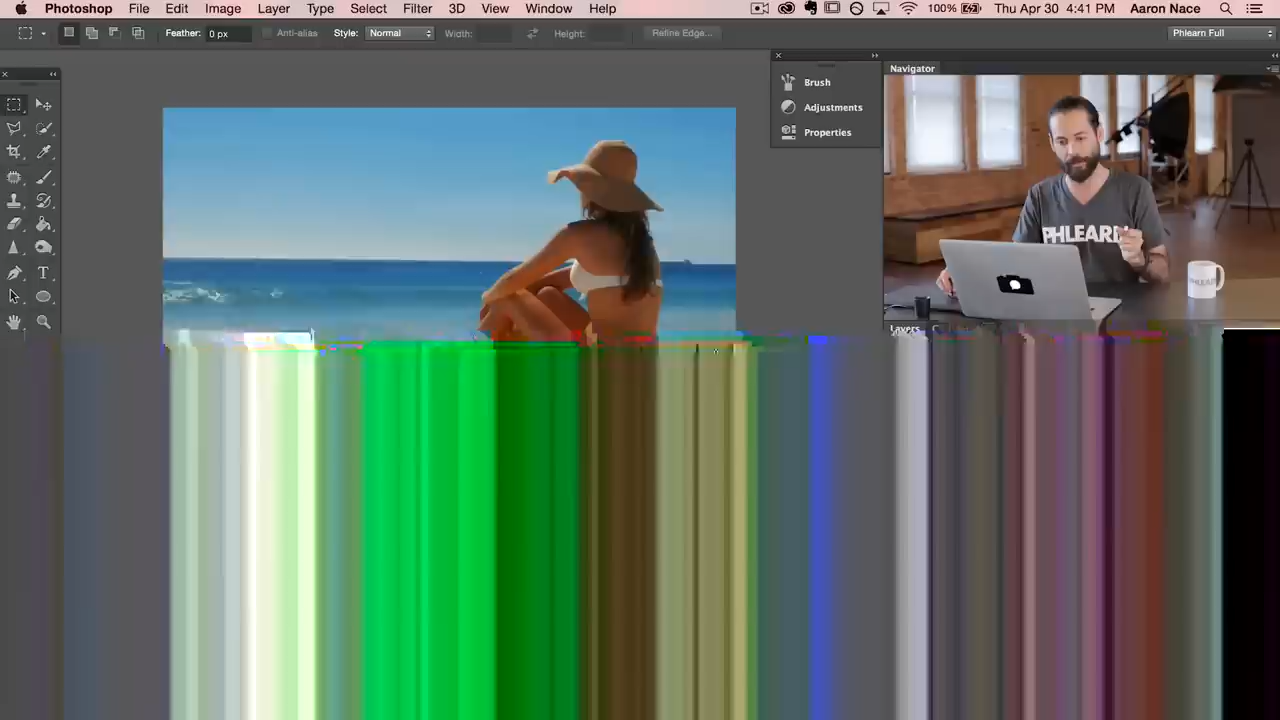 Photoshop File Edit Image Layer Type Select Filter 3D View Window Help 100% Thu Apr 30 4:41 PM Aaron Nace
Feather: 0 px Anti-alias Style: Normal Width: Height: Refine Edge... Phlearn Full
Navigator
Brush
Adjustments
Properties
PHLEARN
PHLEARN
Layers